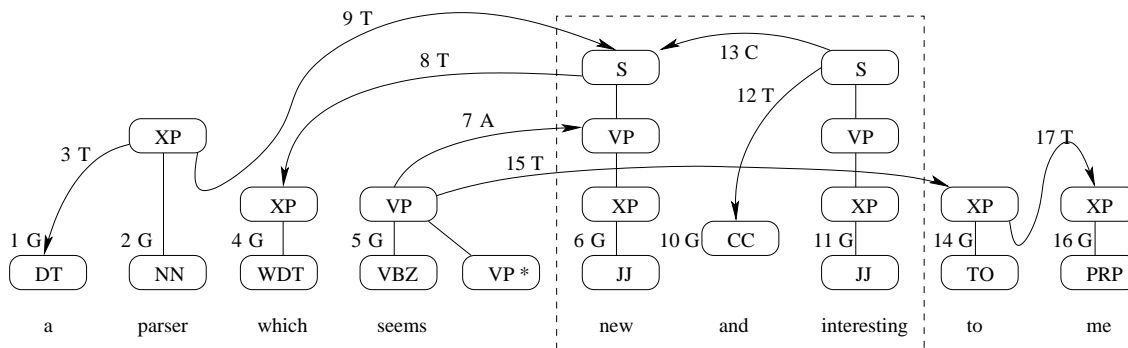 9 T
13 C
S
S
8 T
12 T
7 A
XP
VP
VP
17 T
3 T
15 T
XP
VP
XP
XP
XP
XP
1 G
2 G
4 G
5 G
6 G
10 G
CC
11 G
14 G
16 G
DT
NN
WDT
VBZ
VP *
JJ
JJ
TO
PRP
a parser which seems new and interesting to me